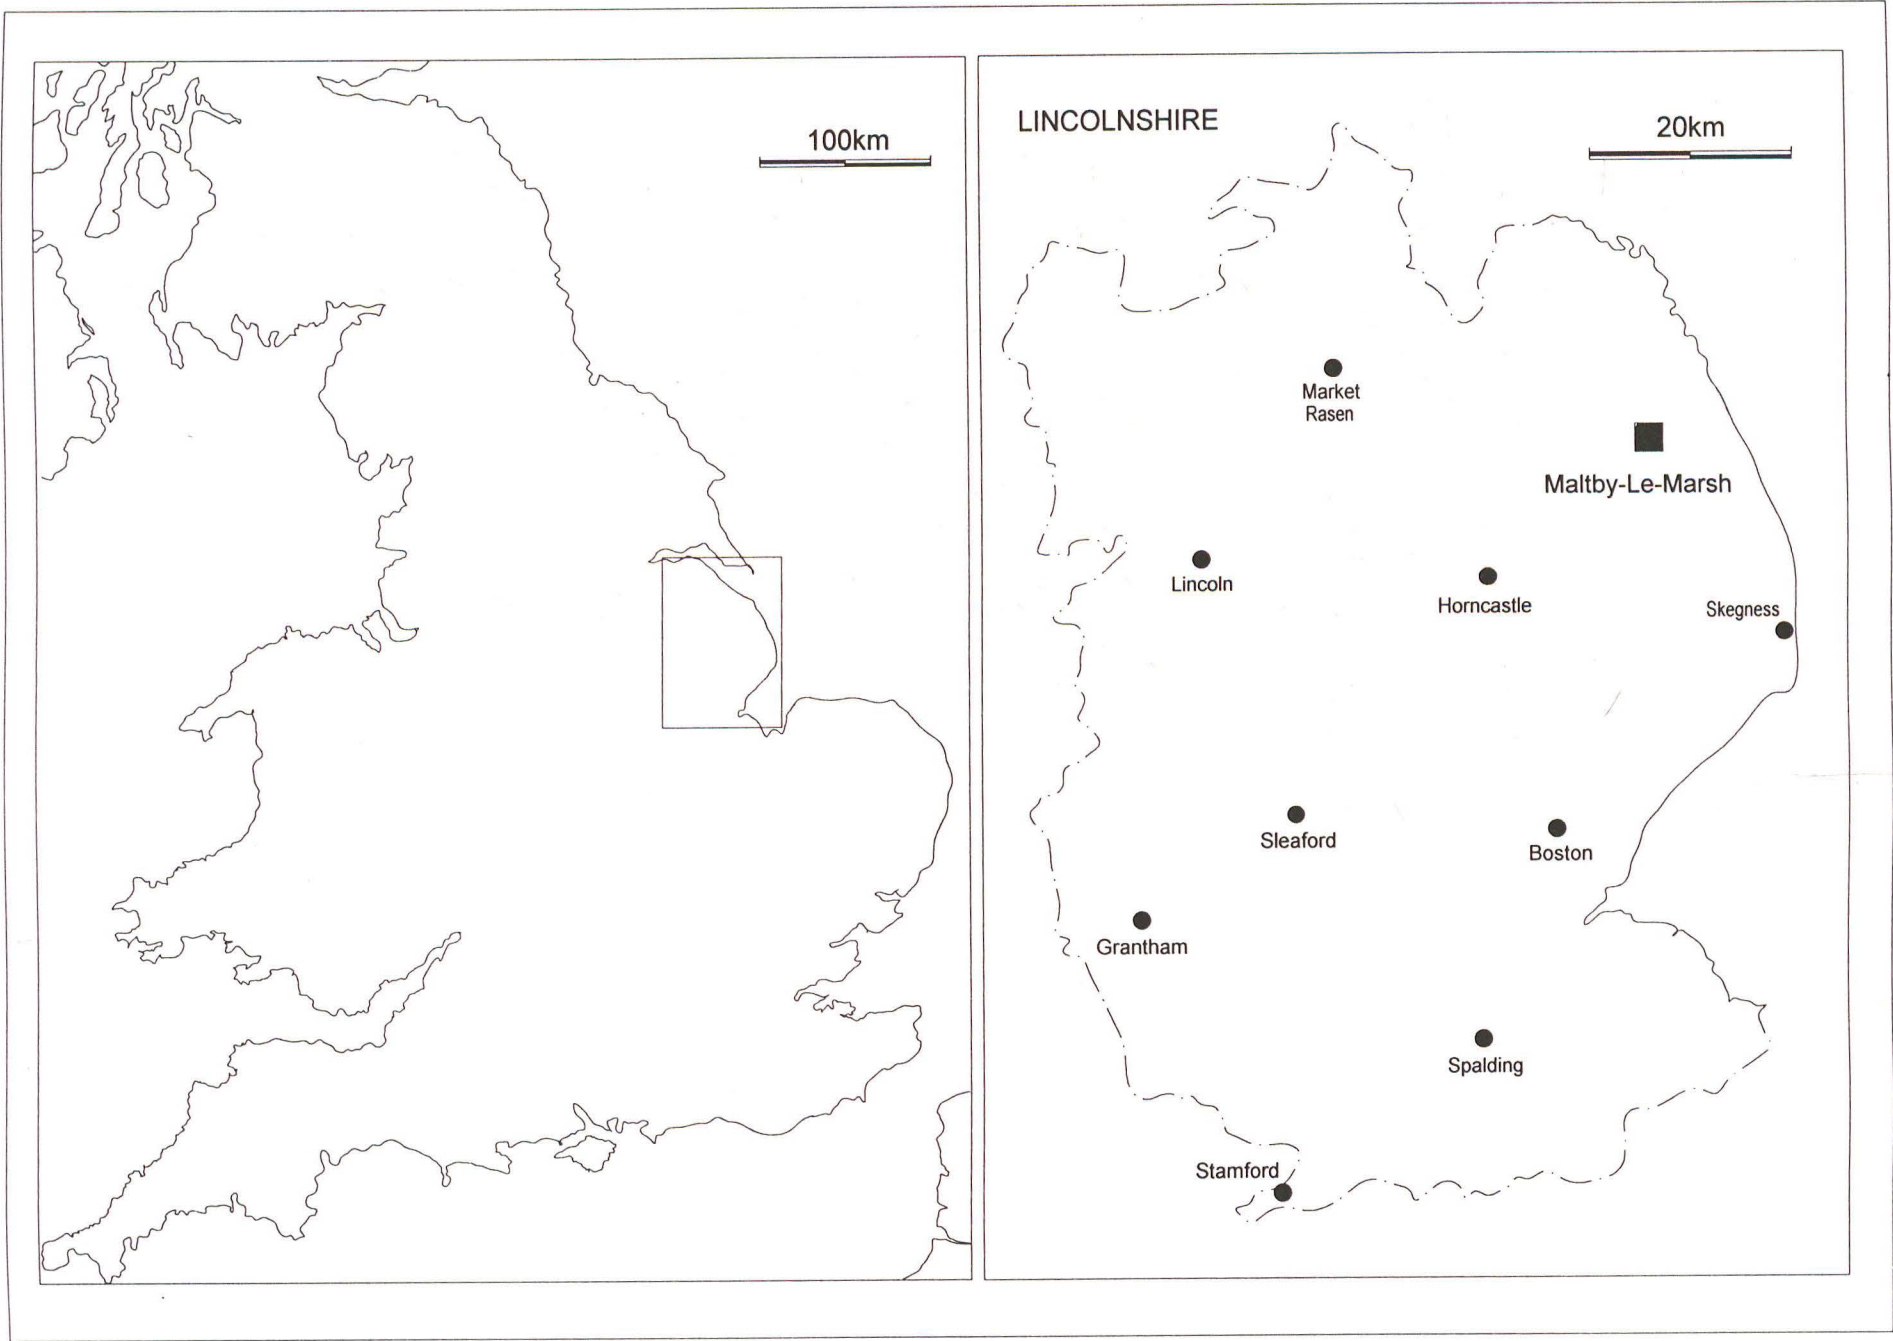 100km
LINCOLNSHIRE
20km
Market
Rasen
Maltby-Le-Marsh
Lincoln
Horncastle
Skegness
Sleaford
Boston
Grantham
Spalding
Stamford